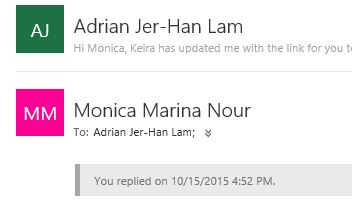 AJ
Adrian Jer-Han Lam
Hi Monica, Keira has updated me with the link for you to
MM
Monica Marina Nour
To: Adrian Jer-Han Lam;
You replied on 10/15/2015 4:52 PM.